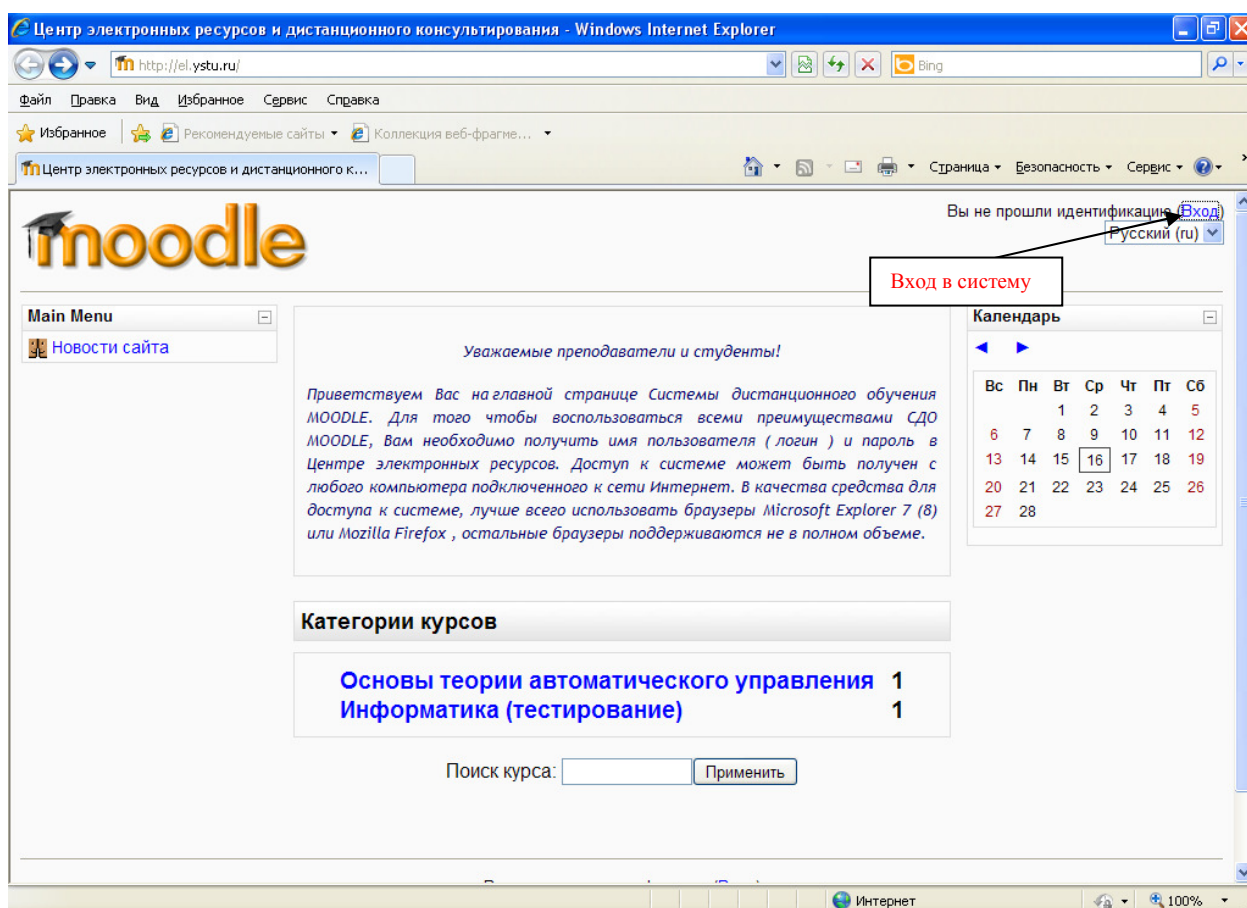 Центр электронных ресурсов и дистанционного консультирования - Windows Internet Explorer
http://el.ystu.ru/
Bing
Файл Правка Вид Избранное Сервис Справка
Избранное Рекомендуемые сайты Коллекция веб-фрагме...
Центр электронных ресурсов и дистанционного к...
Страница Безопасность Сервис
moodle
Вы не прошли идентификацию (Вход)
Русский (ru)
Вход в систему
Main Menu
Новости сайта
Уважаемые преподаватели и студенты!
Приветствуем Вас на главной странице Системы дистанционного обучения
MOODLE. Для того чтобы воспользоваться всеми преимуществами СДО
MOODLE, Вам необходимо получить имя пользователя ( логин ) и пароль в
Центре электронных ресурсов. Доступ к системе может быть получен с
любого компьютера подключенного к сети Интернет. В качества средства для
доступа к системе, лучше всего использовать браузеры Microsoft Explorer 7 (8)
или Mozilla Firefox , остальные браузеры поддерживаются не в полном объеме.
Календарь
Вс Пн Вт Ср Чт Пт Сб
1 2 3 4 5
6 7 8 9 10 11 12
13 14 15 16 17 18 19
20 21 22 23 24 25 26
27 28
Категории курсов
Основы теории автоматического управления 1
Информатика (тестирование) 1
Поиск курса: Применить
Интернет
100%